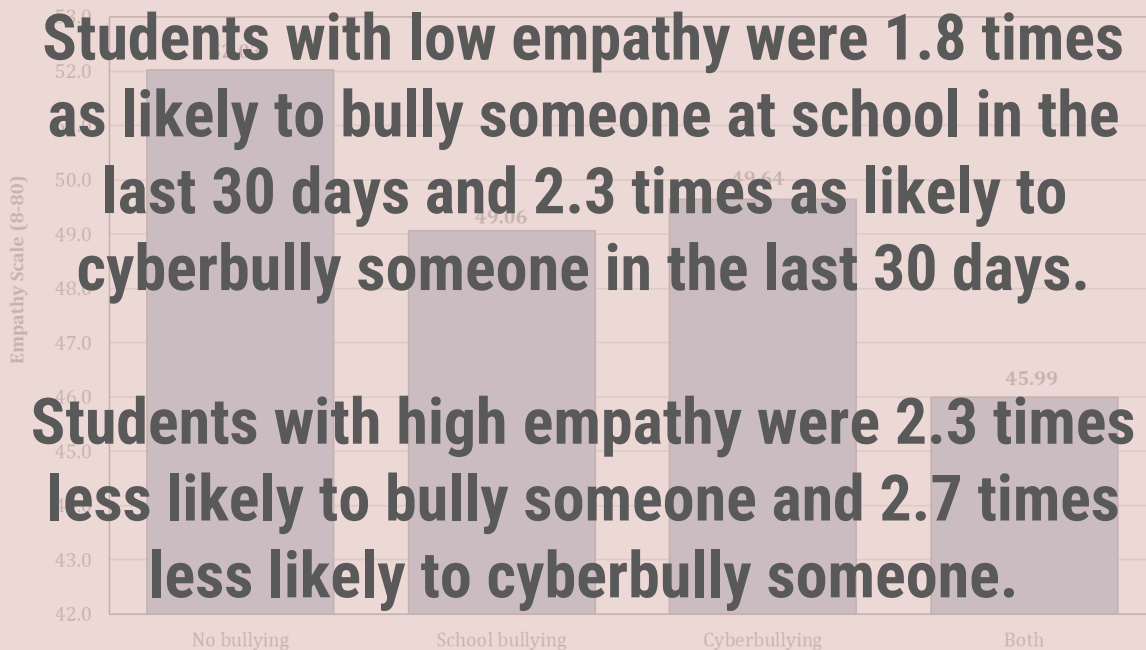 Students with low empathy were 1.8 times
as likely to bully someone at school in the
last 30 days and 2.3 times as likely to
cyberbully someone in the last 30 days.
Students with high empathy were 2.3 times
less likely to bully someone and 2.7 times
less likely to cyberbully someone.
Empathy Scale (8-80)
53.0
52.0
50.0
49.0
48.0
47.0
46.0
45.0
43.0
42.0
49.06
49.64
45.99
No bullying
School bullying
Cyberbullying
Both